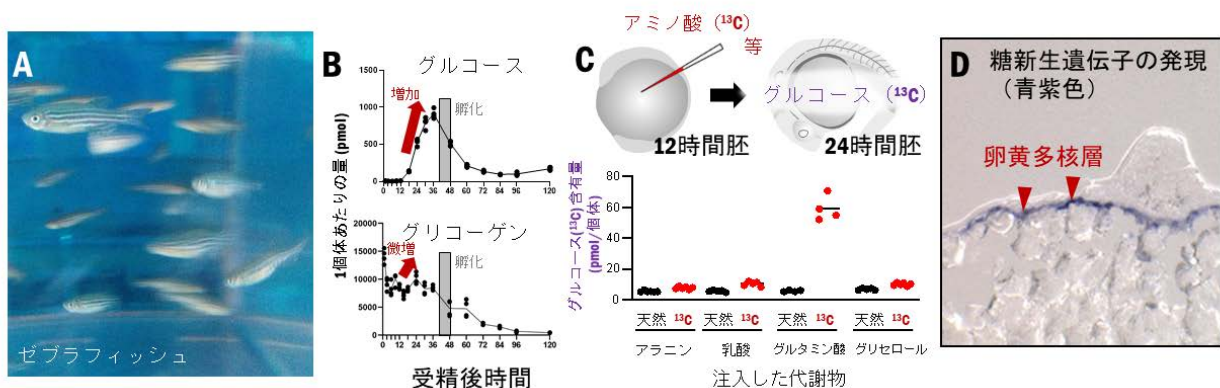 A
ゼブラフィッシュ
B
グルコース
1500
1000
500
0
増加
孵化
0 12 24 36 48 60 72 84 96 120
1個体あたりの量 (pmol)
グリコーゲン
20000
15000
10000
5000
0
微増
孵化
0 12 24 36 48 60 72 84 96 120
受精後時間
C
アミノ酸 (¹³C)
等
グルコース (¹³C)
12時間胚
24時間胚
グルコース(¹³C)含有量
(pmol/個体)
80
60
40
20
0
天然 ¹³C 天然 ¹³C 天然 ¹³C 天然 ¹³C
アラニン 乳酸 グルタミン酸 グリセロール
注入した代謝物
D
糖新生遺伝子の発現
(青紫色)
卵黄多核層